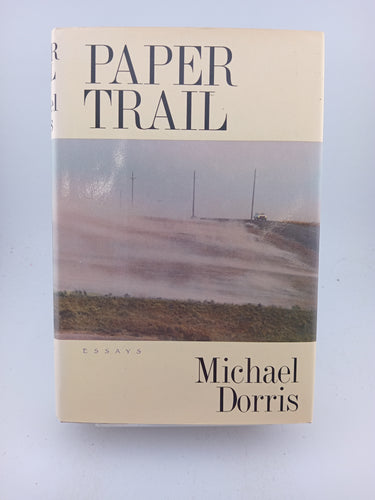 PAPER
TRAIL
ESSAYS
Michael
Dorris